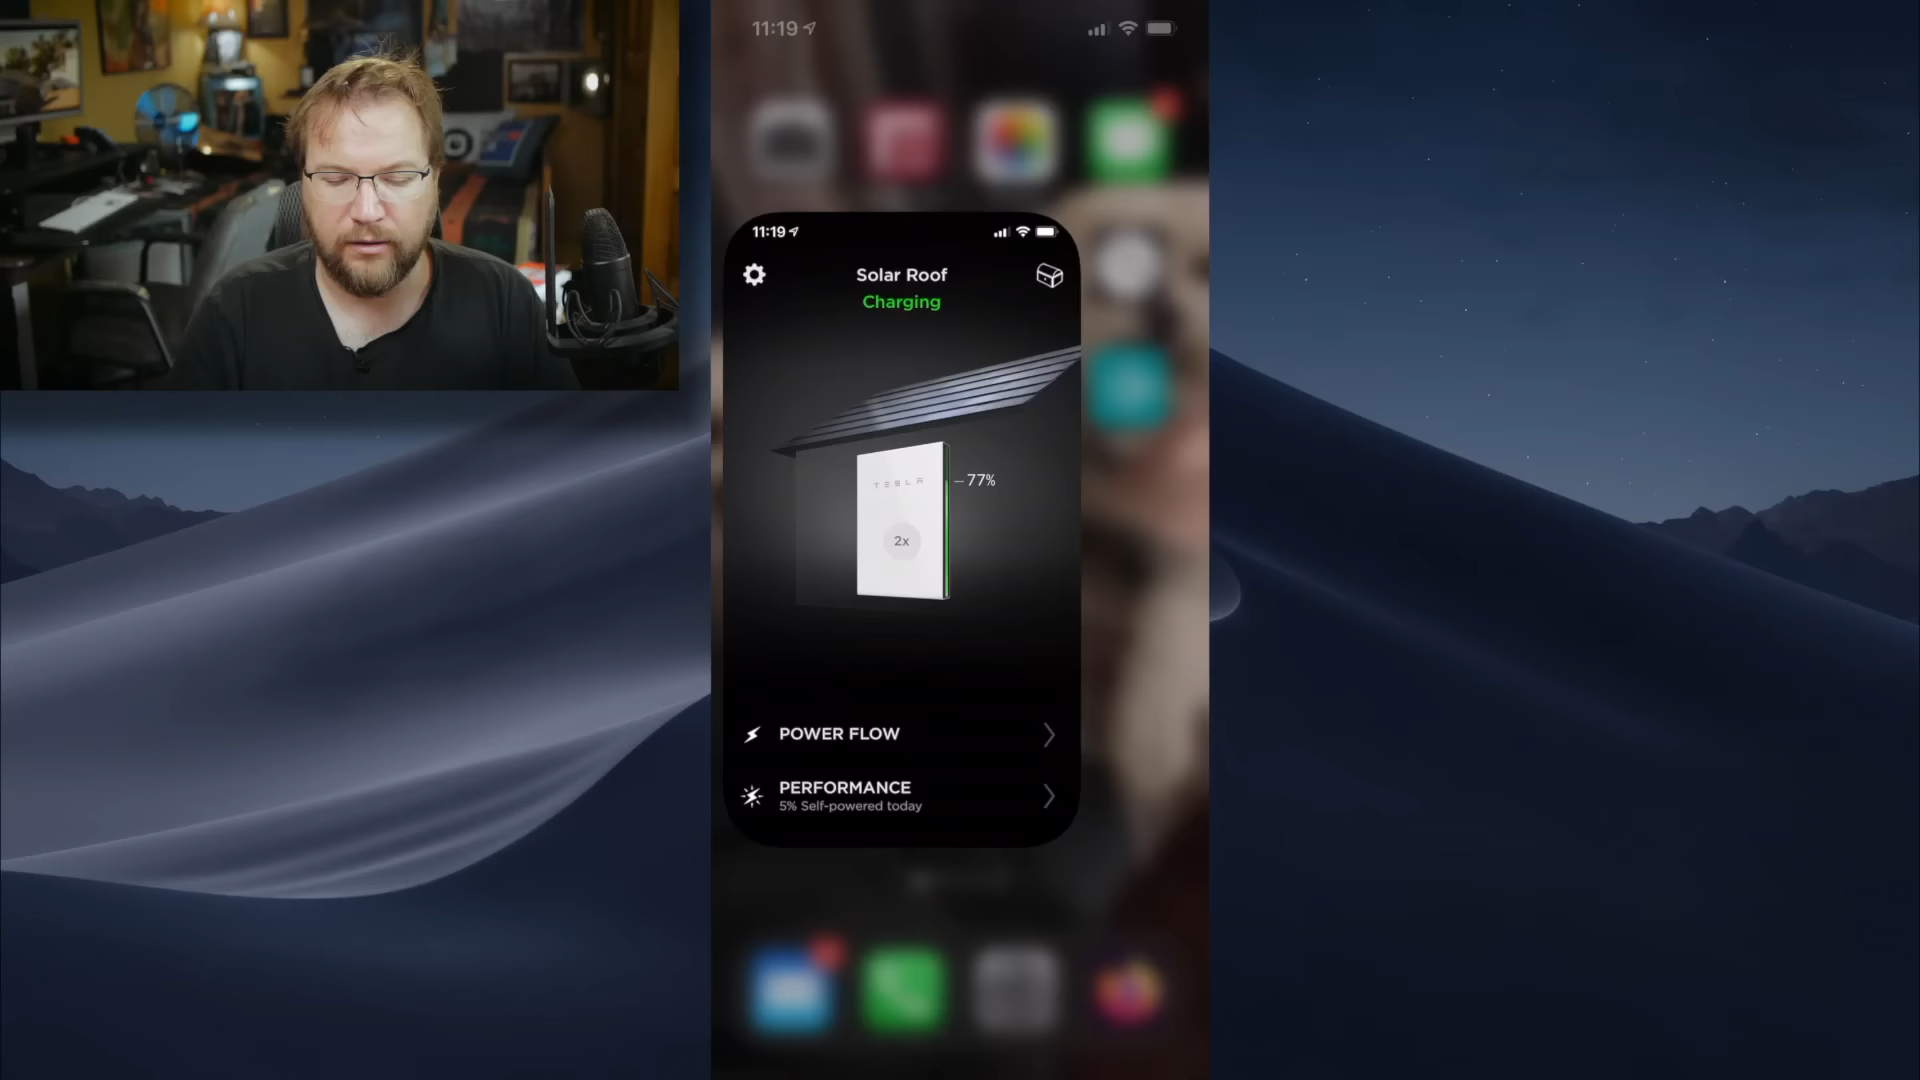 11:19
11:19
Solar Roof
Charging
77%
TESLA
2x
POWER FLOW
PERFORMANCE
5% Self-powered today